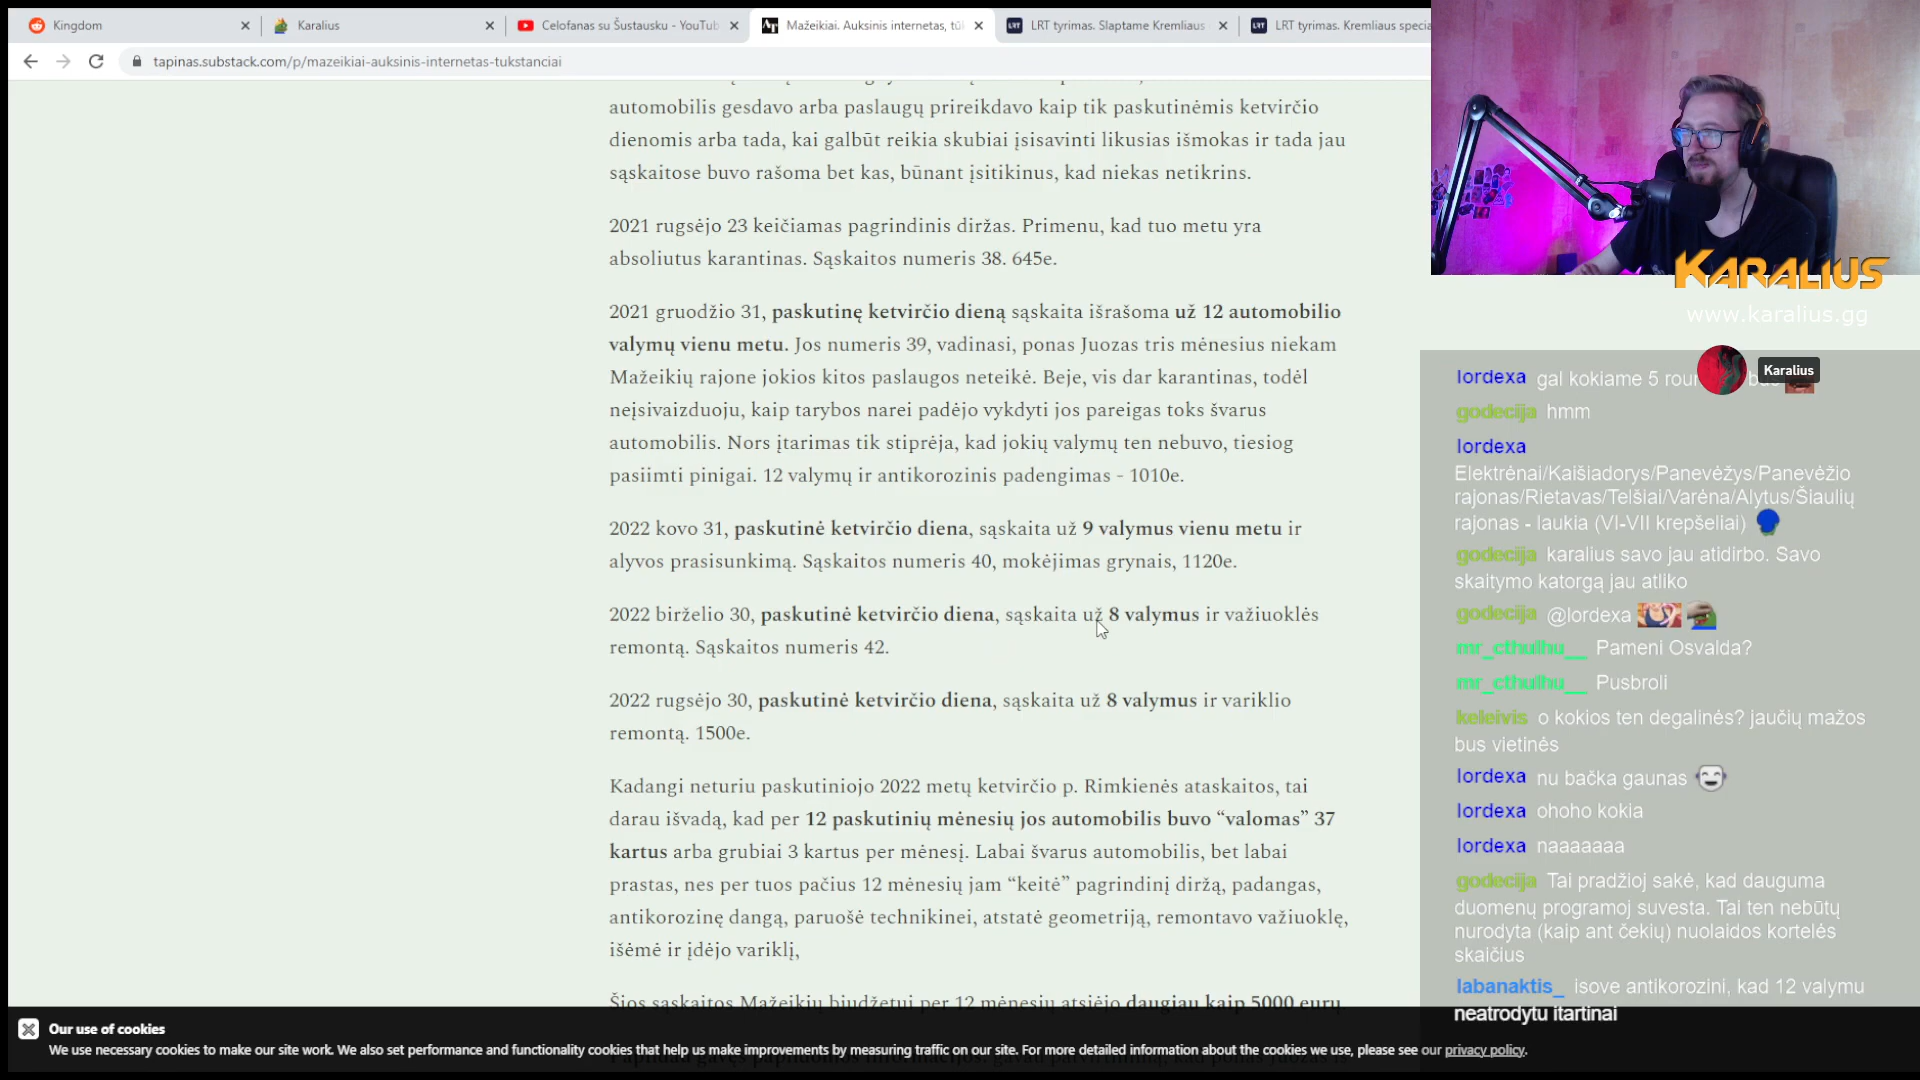 Kingdom
Karalius
Celofanas su Šustausku - YouTub
Mažeikiai. Auksinis internetas, tūk
LRT tyrimas. Slaptame Kremliaus
LRT tyrimas. Kremliaus specia
tapinas.substack.com/p/mazeikiai-auksinis-internetas-tukstanciai
automobilis gesdavo arba paslaugų prireikdavo kaip tik paskutinėmis ketvirčio
dienomis arba tada, kai galbūt reikia skubiai įsisavinti likusias išmokas ir tada jau
sąskaitose buvo rašoma bet kas, būnant įsitikinus, kad niekas netikrins.
2021 rugsėjo 23 keičiamas pagrindinis diržas. Primenu, kad tuo metu yra
absoliutus karantinas. Sąskaitos numeris 38. 645e.
2021 gruodžio 31, paskutinę ketvirčio dieną sąskaita išrašoma už 12 automobilio
valymų vienu metu. Jos numeris 39, vadinasi, ponas Juozas tris mėnesius niekam
Mažeikių rajone jokios kitos paslaugos neteikė. Beje, vis dar karantinas, todėl
neįsivaizduoju, kaip tarybos narei padėjo vykdyti jos pareigas toks švarus
automobilis. Nors įtarimas tik stiprėja, kad jokių valymų ten nebuvo, tiesiog
pasiimti pinigai. 12 valymų ir antikorozinis padengimas - 1010e.
2022 kovo 31, paskutinė ketvirčio diena, sąskaita už 9 valymus vienu metu ir
alyvos prasisunkimą. Sąskaitos numeris 40, mokėjimas grynais, 1120e.
2022 birželio 30, paskutinė ketvirčio diena, sąskaita už 8 valymus ir važiuoklės
remontą. Sąskaitos numeris 42.
2022 rugsėjo 30, paskutinė ketvirčio diena, sąskaita už 8 valymus ir variklio
remontą. 1500e.
Kadangi neturiu paskutiniojo 2022 metų ketvirčio p. Rimkienės ataskaitos, tai
darau išvadą, kad per 12 paskutinių mėnesių jos automobilis buvo “valomas” 37
kartus arba grubiai 3 kartus per mėnesį. Labai švarus automobilis, bet labai
prastas, nes per tuos pačius 12 mėnesių jam “keitė” pagrindinį diržą, padangas,
antikorozinę dangą, paruošė technikinei, atstatė geometriją, remontavo važiuoklę,
išėmė ir įdėjo variklį,
Šios sąskaitos Mažeikių biudžetui per 12 mėnesių atsiėjo daugiau kaip 5000 eurų.
Our use of cookies
We use necessary cookies to make our site work. We also set performance and functionality cookies that help us make improvements by measuring traffic on our site. For more detailed information about the cookies we use, please see our privacy policy.
KARALIUS
www.karalius.gg
Karalius
lordexa gal kokiame 5
godecija hmm
lordexa
Elektrėnai/Kaišiadorys/Panevėžys/Panevėžio
rajonas/Rietavas/Telšiai/Varėna/Alytus/Šiaulių
rajonas - laukia (VI-VII krepšeliai)
godecija karalius savo jau atidirbo. Savo
skaitymo katorgą jau atliko
godecija @lordexa
mr_cthulhu__ Pameni Osvalda?
mr_cthulhu__ Pusbroli
keleivis o kokios ten degalinės? jaučių mažos
bus vietinės
lordexa nu bačka gaunas
lordexa ohoho kokia
lordexa naaaaaaa
godecija Tai pradžioj sakė, kad dauguma
duomenų programoj suvesta. Tai ten nebūtų
nurodyta (kaip ant čekių) nuolaidos kortelės
skaičius
labanaktis_ isove antikorozini, kad 12 valymu
neatrodytu itartinai